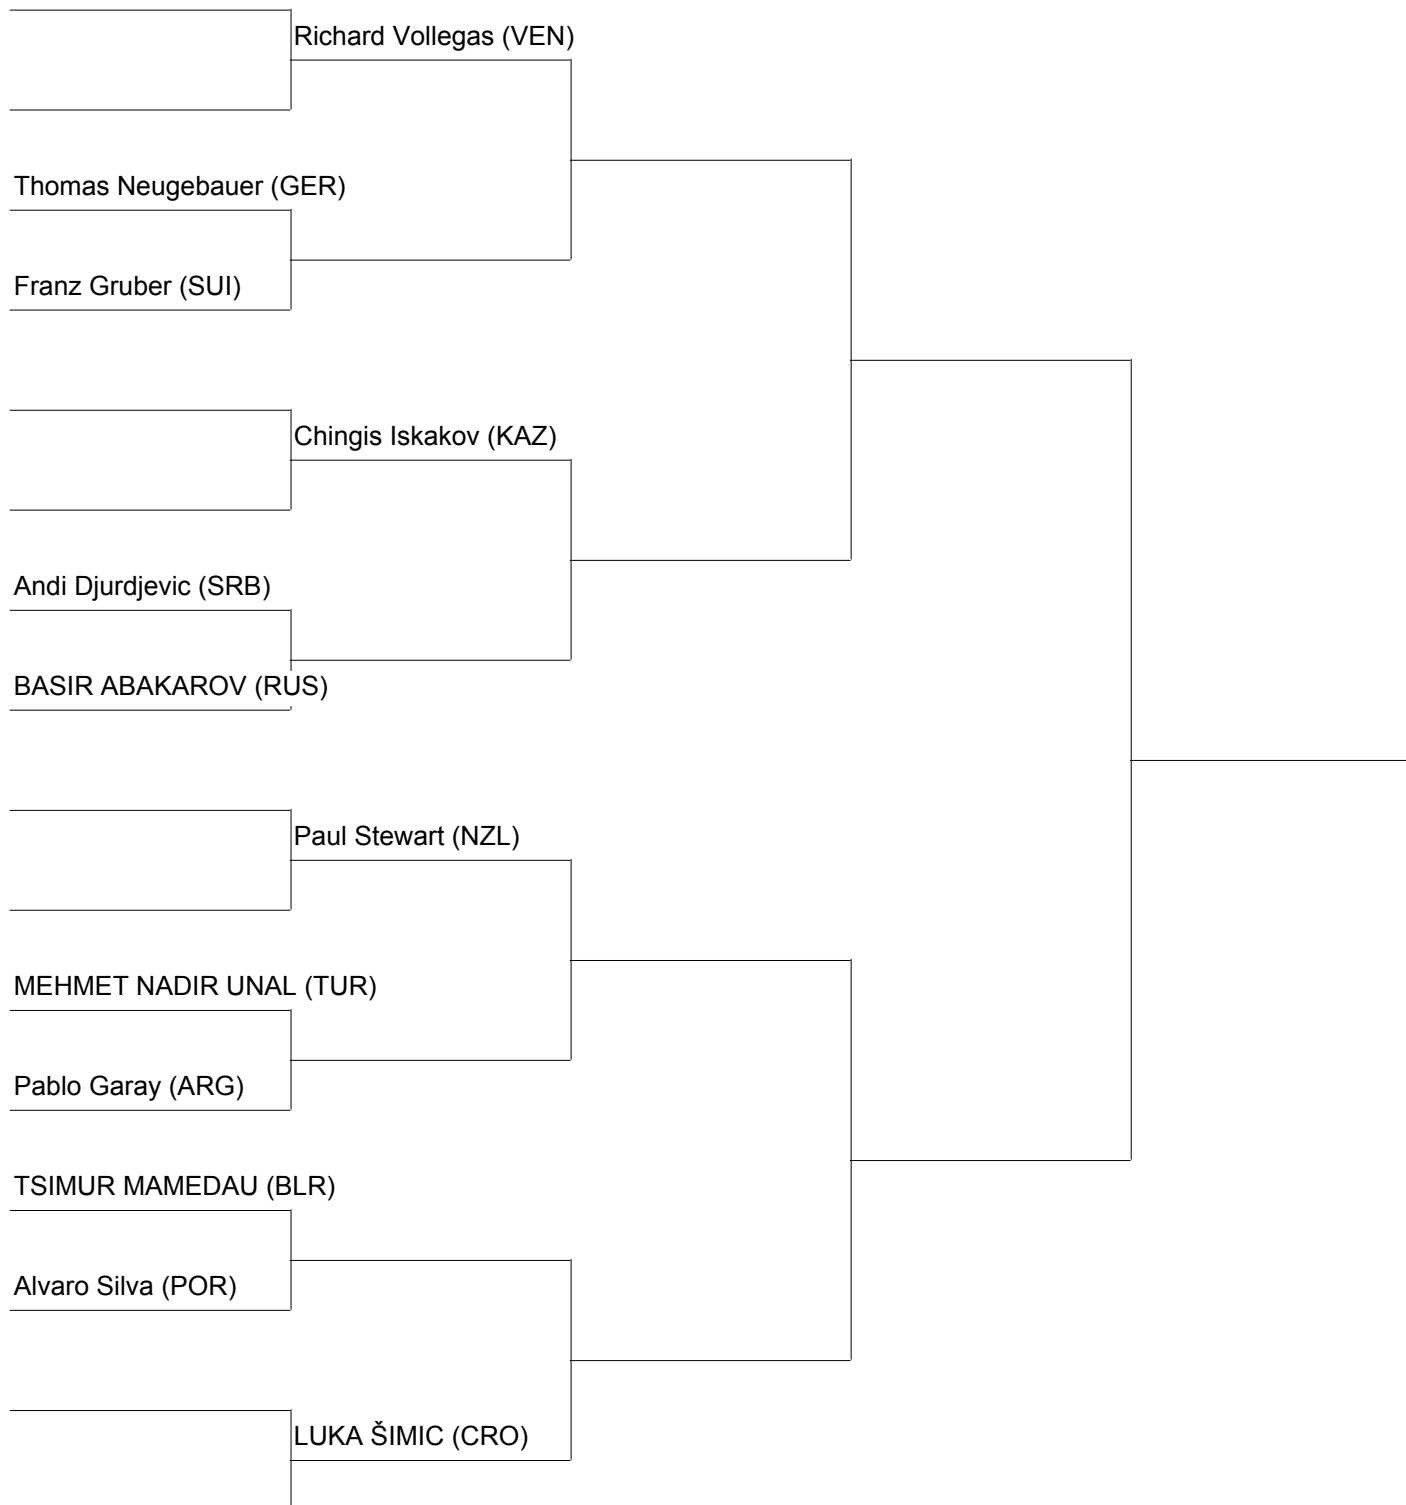 Richard Vollegas (VEN)
Thomas Neugebauer (GER)
Franz Gruber (SUI)
Chingis Iskakov (KAZ)
Andi Djurdjevic (SRB)
BASIR ABAKAROV (RUS)
Paul Stewart (NZL)
MEHMET NADIR UNAL (TUR)
Pablo Garay (ARG)
TSIMUR MAMEDAU (BLR)
Alvaro Silva (POR)
LUKA ŠIMIC (CRO)